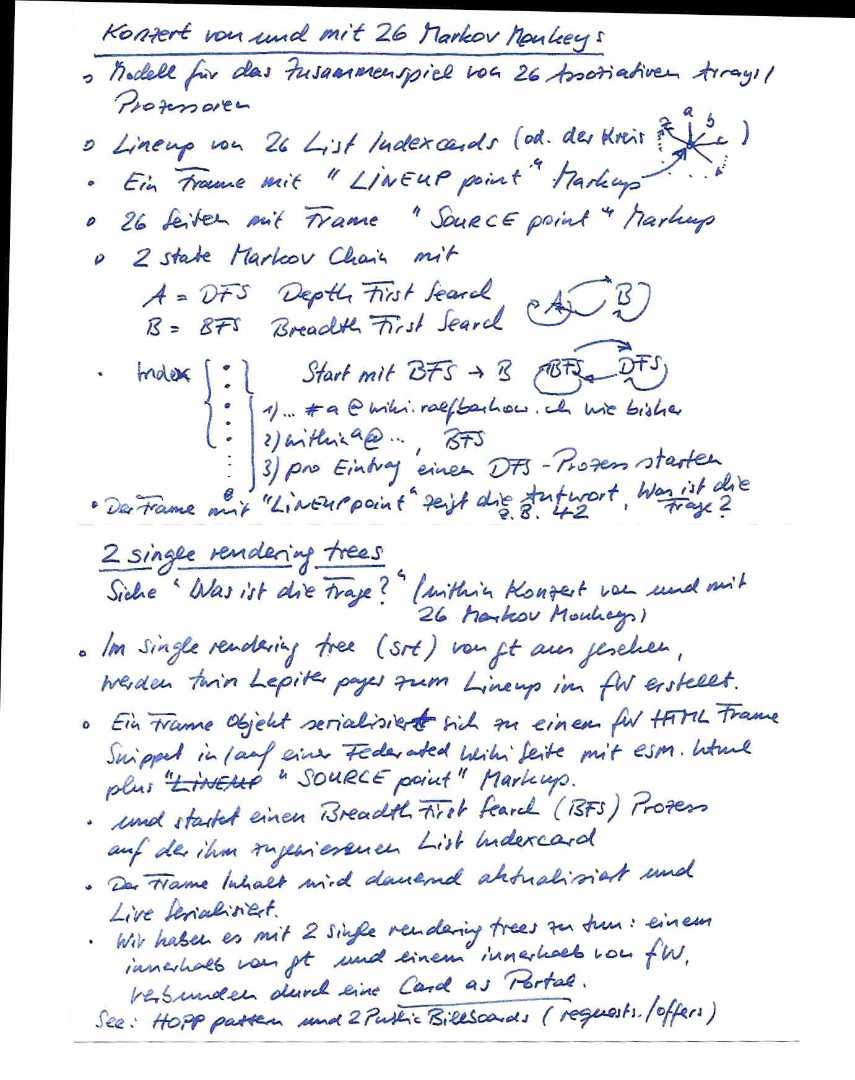 Konzert von und mit 26 Markov Monkeys
o Modell für das Zusammenspiel von 26 Assoziativen Arrays /
Prozessoren
o Lineup von 26 List Indexcards (od. der Kreis z a b c )
• Ein Frame mit "LINEUP point" Markup
o 26 Seiten mit Frame "SOURCE point" Markup
o 2 state Markov Chain mit
A = DFS Depth First Search A B
B = BFS Breadth First Search
• Index Start mit BFS → B BFS DFS
1) ... #a@wiki.ralfbarkow.ch wie bisher
2) within a@..., BFS
3) pro Eintrag einen DFS-Prozess starten
• Der Frame mit "LINEUP point" zeigt die Antwort, Was ist die
z.B. 42 Frage?
2 single rendering trees
Siehe "Was ist die Frage?" (within Konzert von und mit
26 Markov Monkeys)
o Im single rendering tree (srt) von gt aus gesehen,
werden twin Lepiter pages zum Lineup im fW erstellt.
o Ein Frame Objekt serialisiert sich zu einem fW HTML Frame
Snippet in/auf einer Federated Wiki Seite mit esm.html
plus "LINEUP "SOURCE point" Markup.
• und startet einen Breadth First Search (BFS) Prozess
auf der ihm zugewiesenen List Indexcard
• Der Frame Inhalt wird dauernd aktualisiert und
Live Serialisiert.
• Wir haben es mit 2 single rendering trees zu tun: einem
innerhalb von gt und einem innerhalb von fW,
verbunden durch eine Card as Portal.
See: HOPP pattern und 2 Public Billboards (requests/offers)